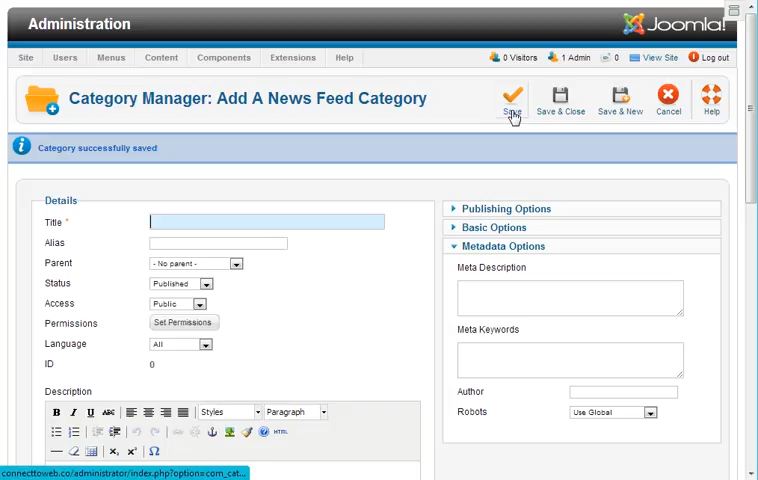 Administration
Joomla!
Site Users Menus Content Components Extensions Help 0 Visitors 1 Admin 0 View Site Log out
Category Manager: Add A News Feed Category
Save Save & Close Save & New Cancel Help
Category successfully saved
Details
Title *
Alias
Parent - No parent -
Status Published
Access Public
Permissions Set Permissions
Language All
ID 0
Description
B I U ABC Styles Paragraph
HTML
Publishing Options
Basic Options
Metadata Options
Meta Description
Meta Keywords
Author
Robots Use Global
connecttoweb.co/administrator/index.php?option=com_cat...